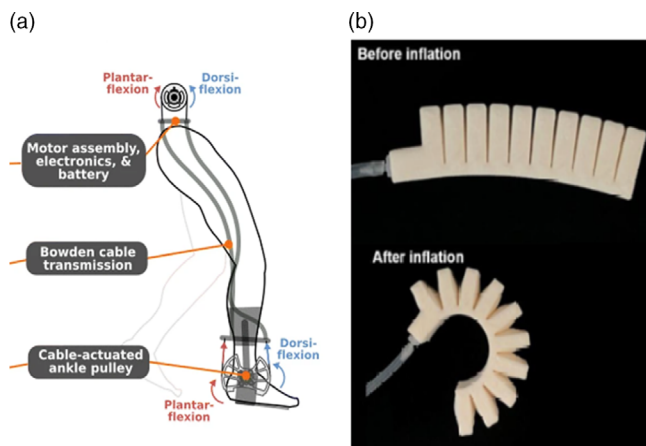 (a)
Plantar-
flexion
Dorsi-
flexion
Motor assembly,
electronics, &
battery
Bowden cable
transmission
Cable-actuated
ankle pulley
Dorsi-
flexion
Plantar-
flexion
(b)
Before inflation
After inflation